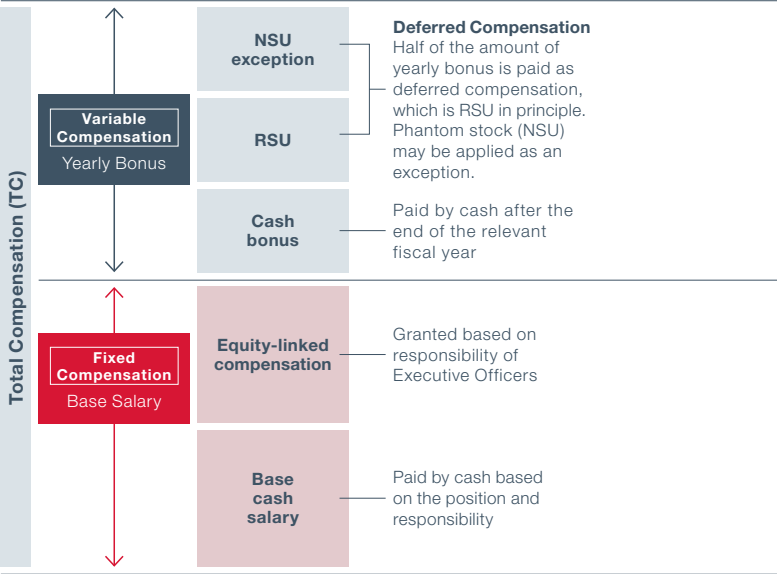 Total Compensation (TC)
Variable
Compensation
Yearly Bonus
NSU
exception
RSU
Deferred Compensation
Half of the amount of
yearly bonus is paid as
deferred compensation,
which is RSU in principle.
Phantom stock (NSU)
may be applied as an
exception.
Cash
bonus
Paid by cash after the
end of the relevant
fiscal year
Fixed
Compensation
Base Salary
Equity-linked
compensation
Granted based on
responsibility of
Executive Officers
Base
cash
salary
Paid by cash based
on the position and
responsibility